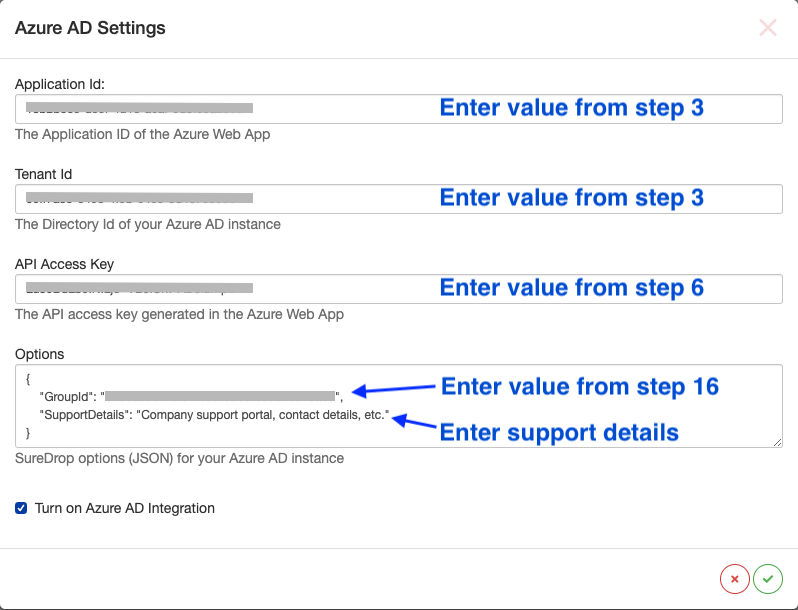 Azure AD Settings
Application Id:
Enter value from step 3
The Application ID of the Azure Web App
Tenant Id
Enter value from step 3
The Directory Id of your Azure AD instance
API Access Key
Enter value from step 6
The API access key generated in the Azure Web App
Options
{
"GroupId": "", Enter value from step 16
"SupportDetails": "Company support portal, contact details, etc."
Enter support details
}
SureDrop options (JSON) for your Azure AD instance
Turn on Azure AD Integration